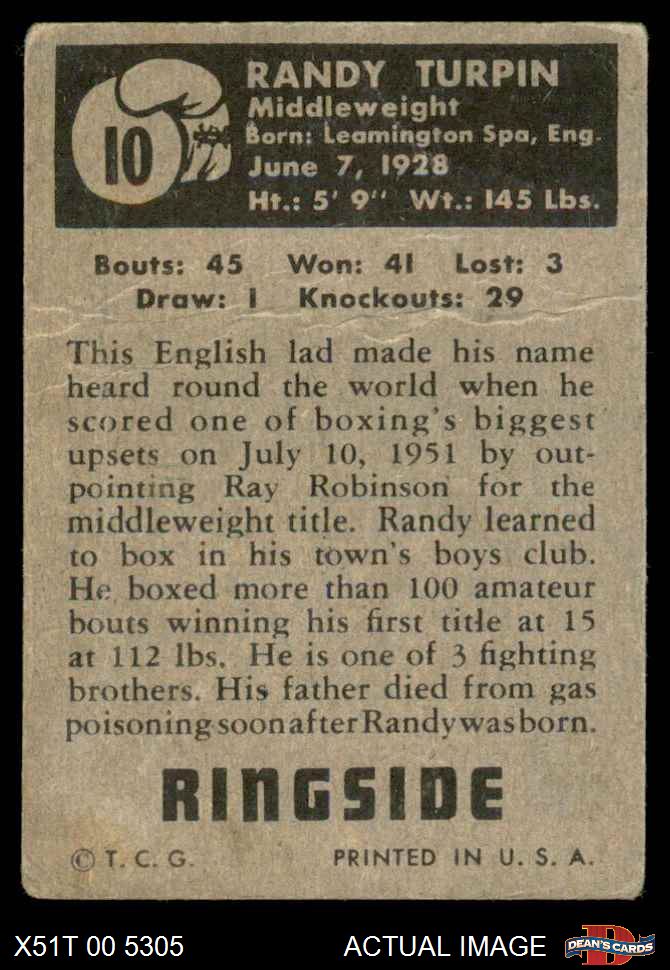 10
RANDY TURPIN
Middleweight
Born: Leamington Spa, Eng.
June 7, 1928
Ht.: 5' 9" Wt.: 145 Lbs.
Bouts: 45 Won: 41 Lost: 3
Draw: 1 Knockouts: 29
This English lad made his name
heard round the world when he
scored one of boxing's biggest
upsets on July 10, 1951 by out-
pointing Ray Robinson for the
middleweight title. Randy learned
to box in his town's boys club.
He boxed more than 100 amateur
bouts winning his first title at 15
at 112 lbs. He is one of 3 fighting
brothers. His father died from gas
poisoning soon after Randy was born.
RINGSIDE
© T. C. G. PRINTED IN U. S. A.
X51T 00 5305 ACTUAL IMAGE D DEAN'S CARDS